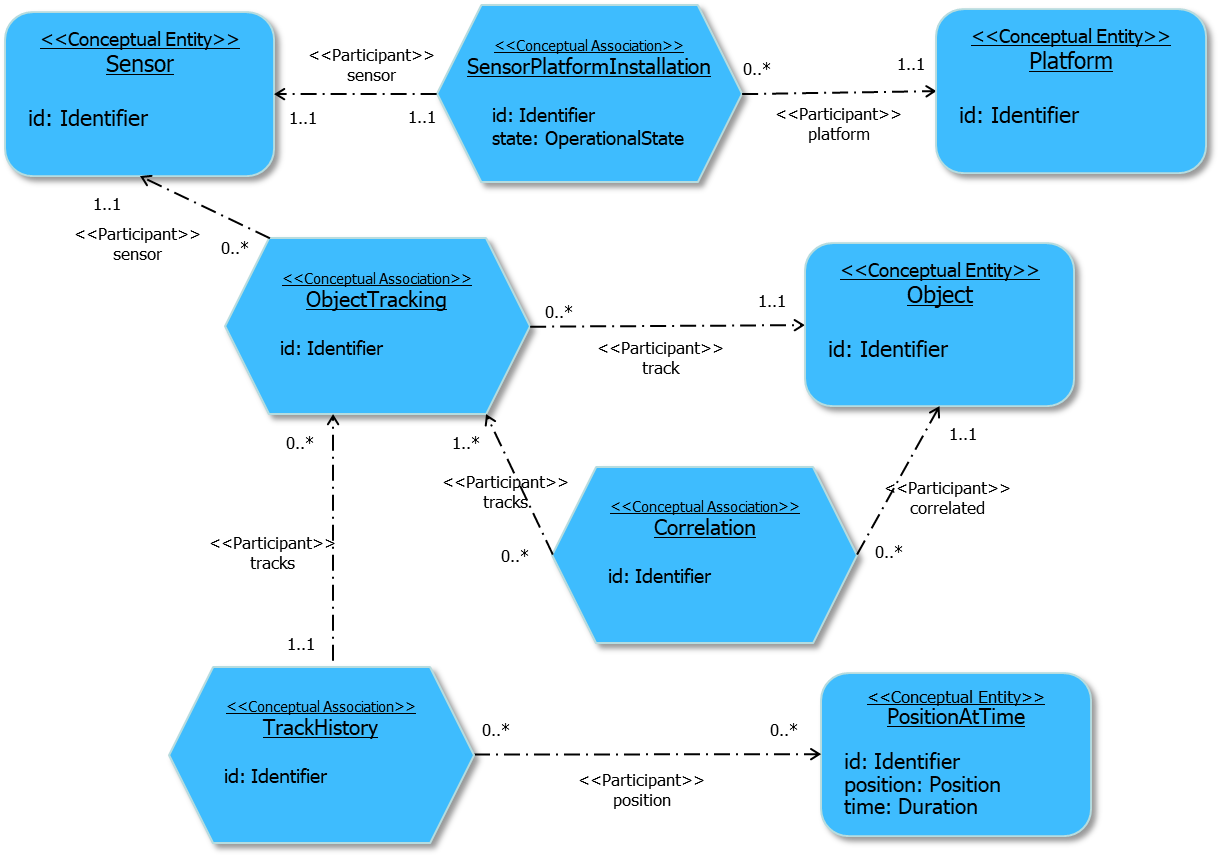 <<Conceptual Entity>>
Sensor
id: Identifier
<<Participant>>
sensor
1..1
1..1
<<Conceptual Association>>
SensorPlatformInstallation
id: Identifier
state: OperationalState
0..*
1..1
<<Participant>>
platform
<<Conceptual Entity>>
Platform
id: Identifier
1..1
<<Participant>>
sensor
0..*
<<Conceptual Association>>
ObjectTracking
id: Identifier
0..*
1..1
<<Participant>>
track
<<Conceptual Entity>>
Object
id: Identifier
0..*
1..*
1..1
<<Participant>>
tracks
<<Participant>>
correlated
<<Conceptual Association>>
Correlation
id: Identifier
0..*
0..*
<<Participant>>
tracks
1..1
<<Conceptual Association>>
TrackHistory
id: Identifier
0..*
0..*
<<Participant>>
position
<<Conceptual Entity>>
PositionAtTime
id: Identifier
position: Position
time: Duration